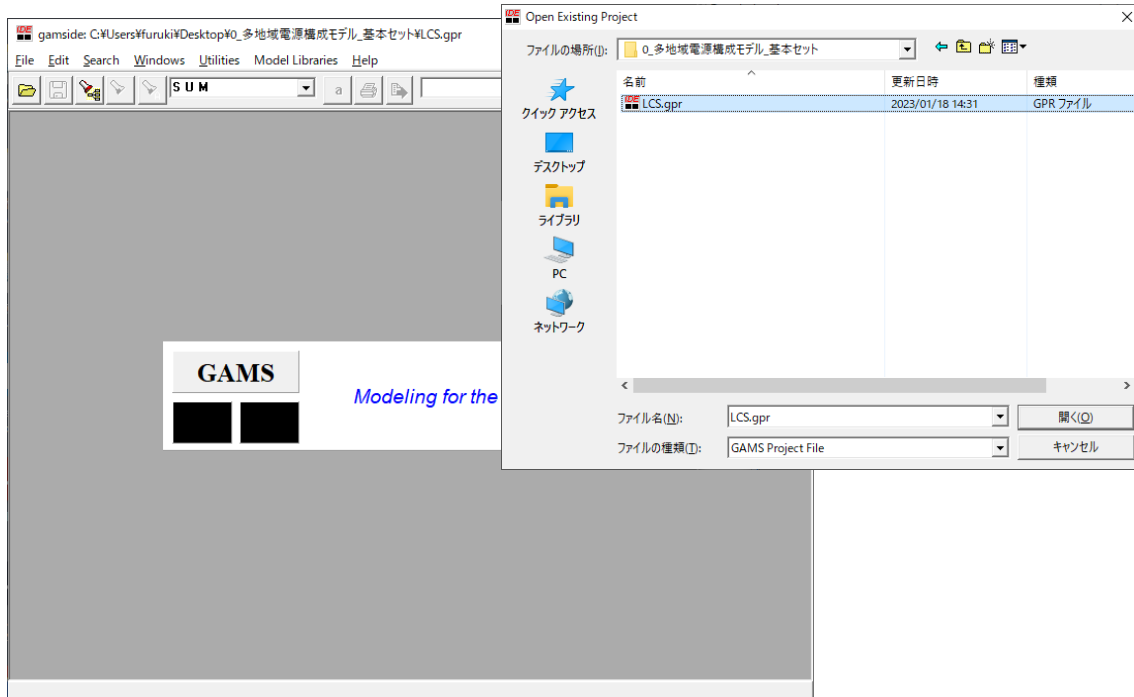 gamside: C:¥Users¥furuki¥Desktop¥0_多地域電源構成モデル_基本セット¥LCS.gpr
File Edit Search Windows Utilities Model Libraries Help
SUM
a
GAMS
Modeling for the
Open Existing Project
ファイルの場所(I):
0_多地域電源構成モデル_基本セット
名前
更新日時
種類
LCS.gpr
2023/01/18 14:31
GPR ファイル
クイック アクセス
デスクトップ
ライブラリ
PC
ネットワーク
ファイル名(N):
LCS.gpr
開く(O)
ファイルの種類(T):
GAMS Project File
キャンセル